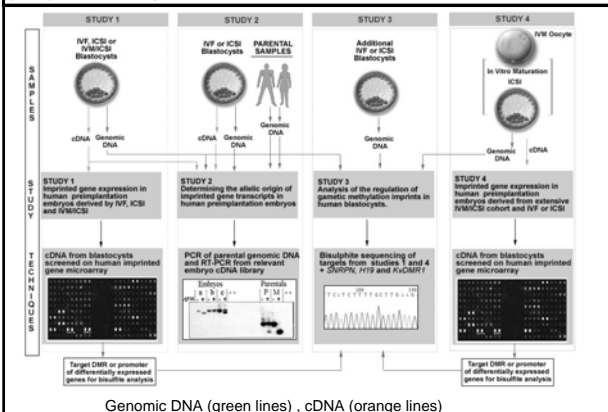 STUDY 1
STUDY 2
STUDY 3
STUDY 4
SAMPLES
IVF, ICSI or
IVM/ICSI
Blastocysts
cDNA
Genomic
DNA
IVF or ICSI
Blastocysts
cDNA
Genomic
DNA
PARENTAL
SAMPLES
Genomic
DNA
Additional
IVF or ICSI
Blastocysts
Genomic
DNA
IVM Oocyte
In Vitro Maturation
ICSI
Genomic
DNA
cDNA
STUDY
STUDY 1
Imprinted gene expression in
human preimplantation
embryos derived by IVF, ICSI
and IVM/ICSI
STUDY 2
Determining the allelic origin of
imprinted gene transcripts in
human preimplantation embryos
STUDY 3
Analysis of the regulation of
gametic methylation imprints in
human blastocysts.
STUDY 4
Imprinted gene expression in
human preimplantation
embryos derived from extensive
IVM/ICSI cohort and IVF or ICSI
TECHNIQUES
cDNA from blastocysts
screened on human imprinted
gene microarray
PCR of parental genomic DNA
and RT-PCR from relevant
embryo cDNA library
Embryos
a b c
Parentals
P M
Bisulphite sequencing of
targets from studies 1 and 4
+ SNRPN, H19 and KvDMR1
cDNA from blastocysts
screened on human imprinted
gene microarray
Target DMR or promoter
of differentially expressed
genes for bisulfite analysis
Target DMR or promoter
of differentially expressed
genes for bisulfite analysis
Genomic DNA (green lines) , cDNA (orange lines)